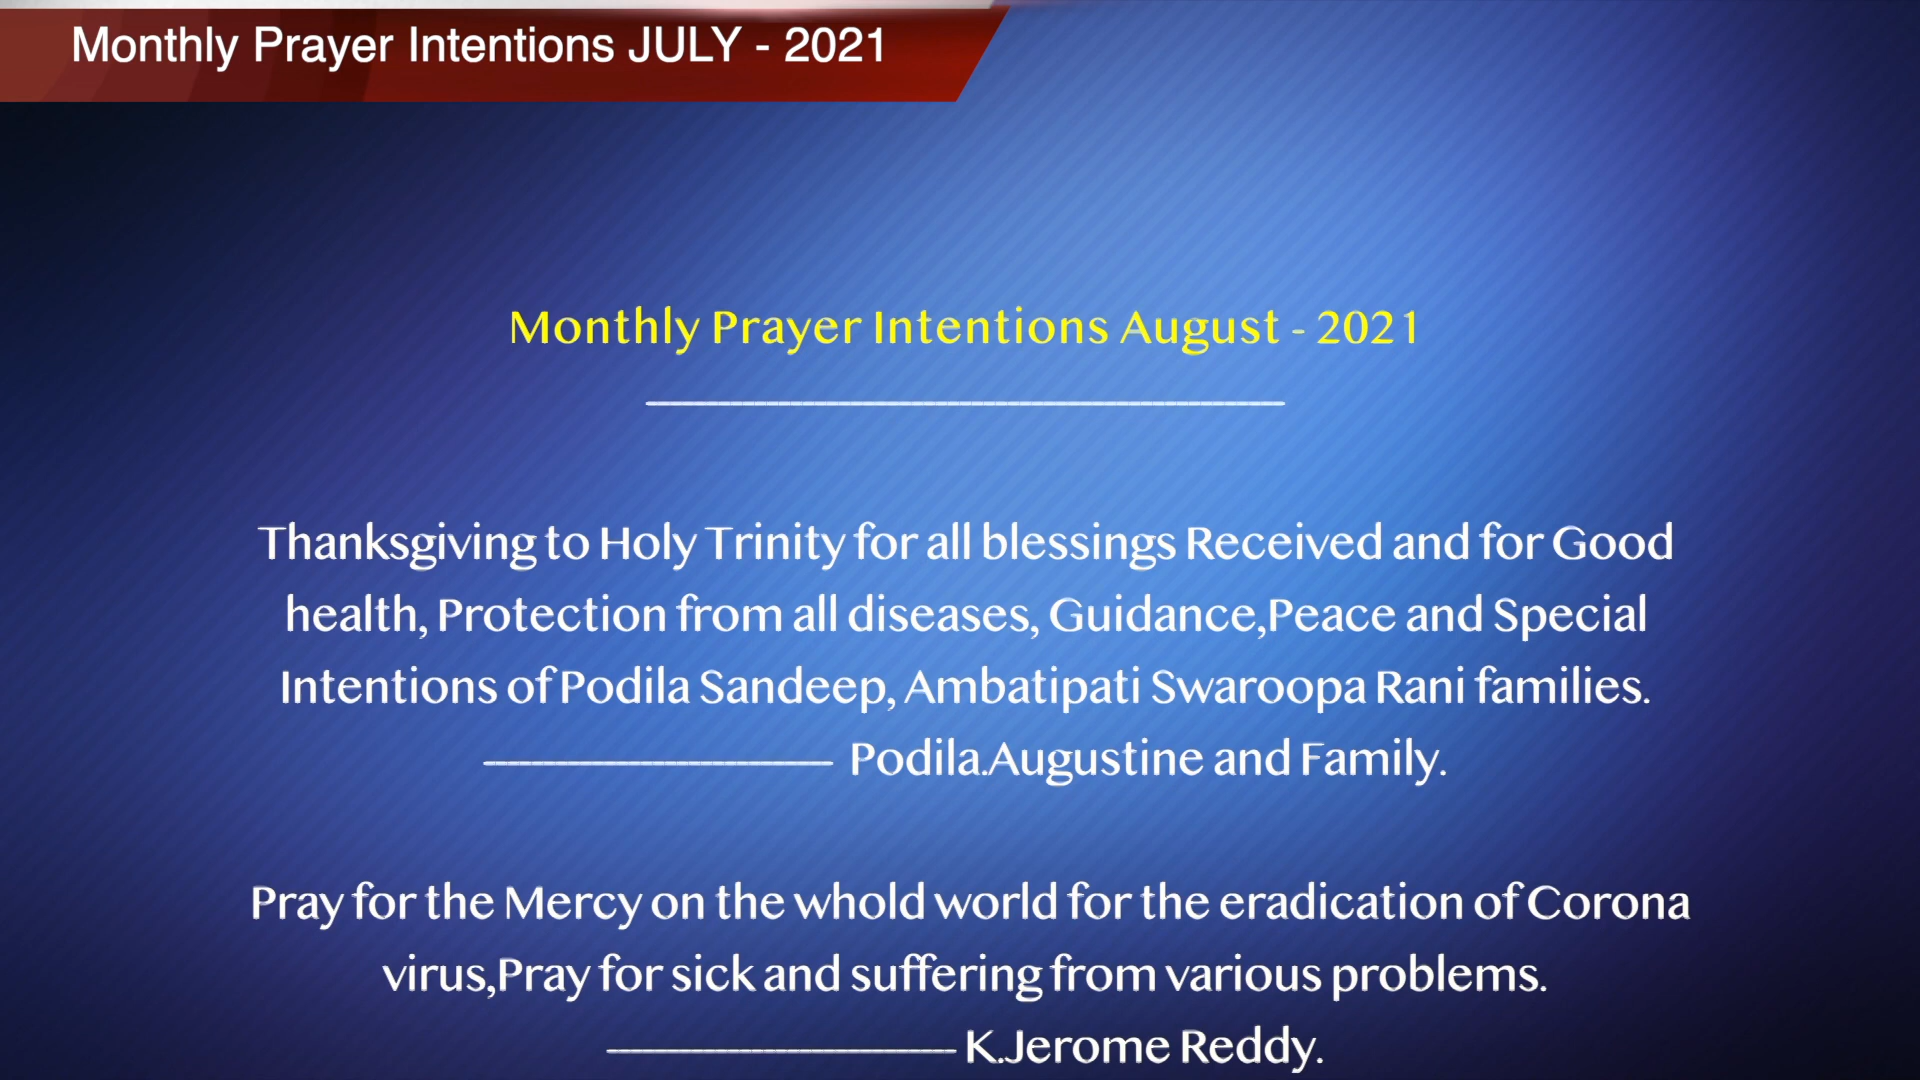 Monthly Prayer Intentions JULY - 2021
Monthly Prayer Intentions August - 2021
Thanksgiving to Holy Trinity for all blessings Received and for Good
health, Protection from all diseases, Guidance,Peace and Special
Intentions of Podila Sandeep, Ambatipati Swaroopa Rani families.
Podila.Augustine and Family.
Pray for the Mercy on the whold world for the eradication of Corona
virus,Pray for sick and suffering from various problems.
K.Jerome Reddy.